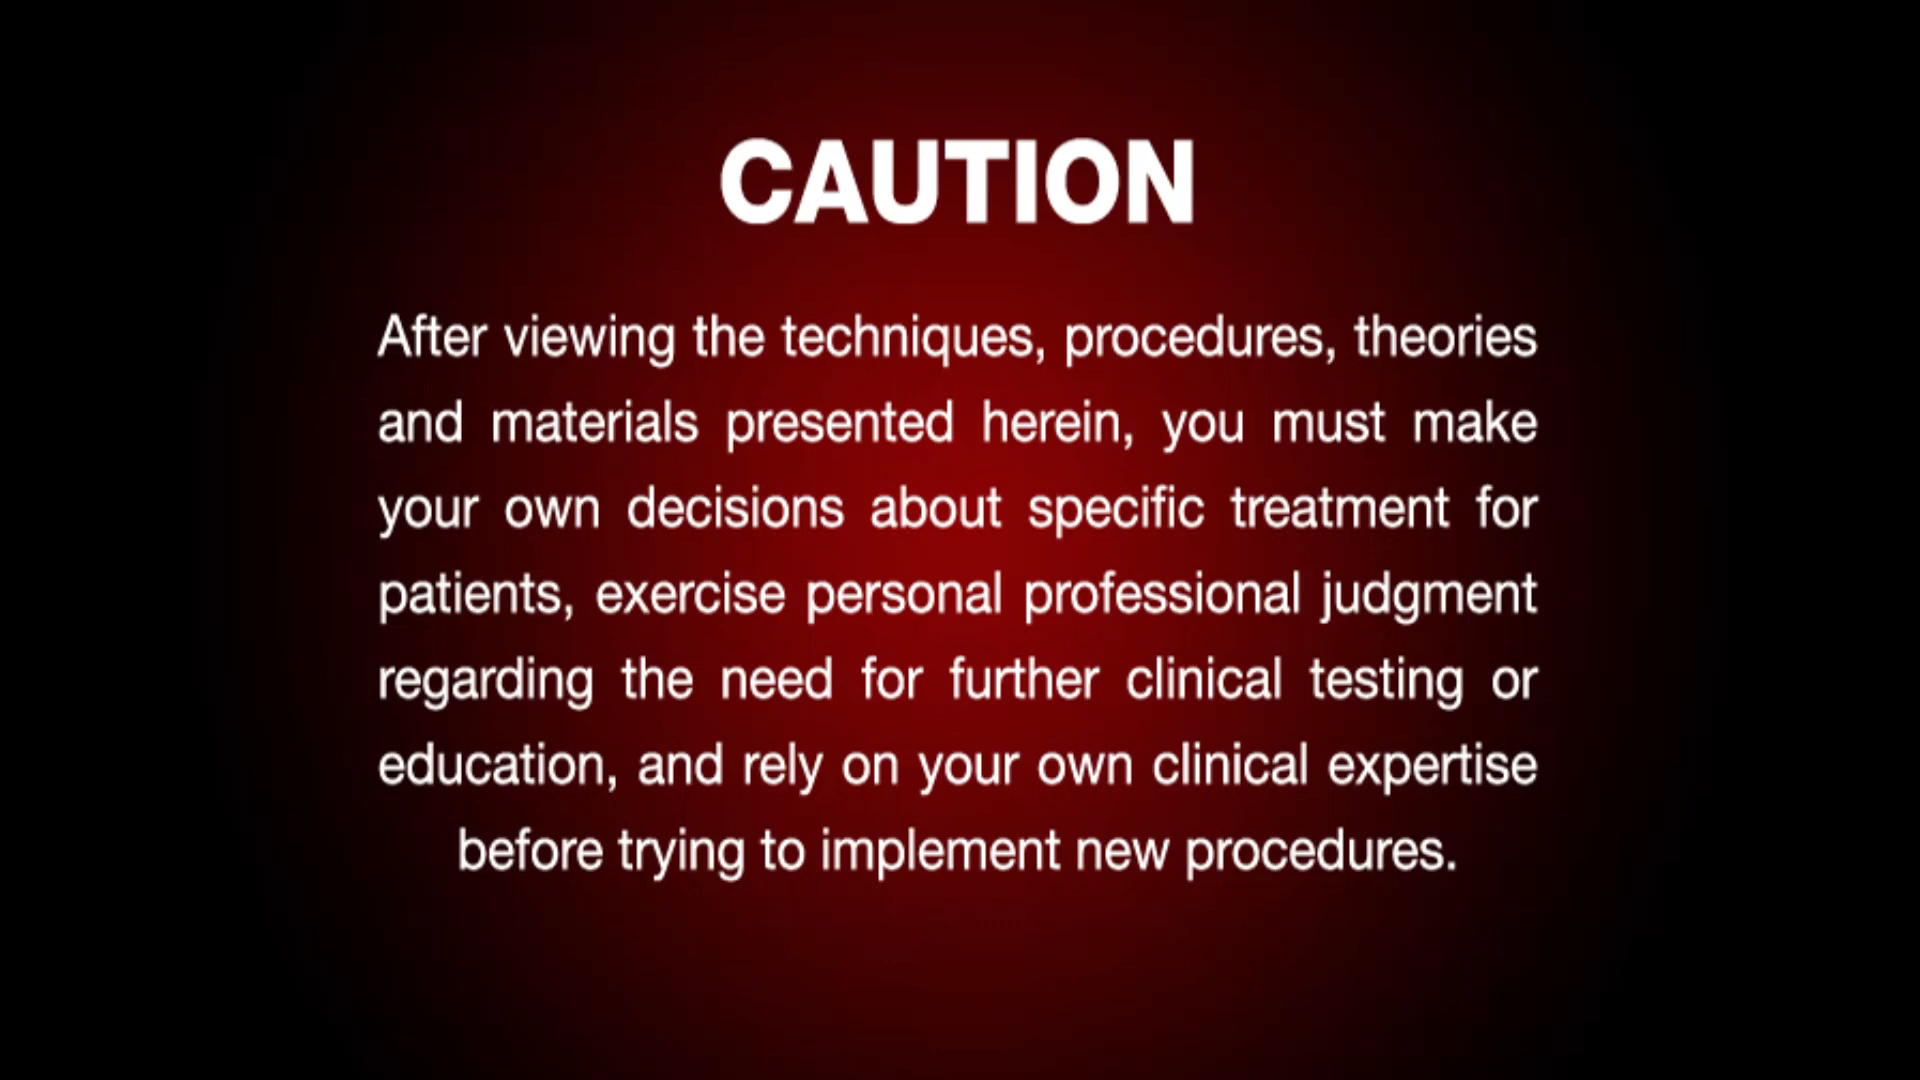 CAUTION
After viewing the techniques, procedures, theories
and materials presented herein, you must make
your own decisions about specific treatment for
patients, exercise personal professional judgment
regarding the need for further clinical testing or
education, and rely on your own clinical expertise
before trying to implement new procedures.